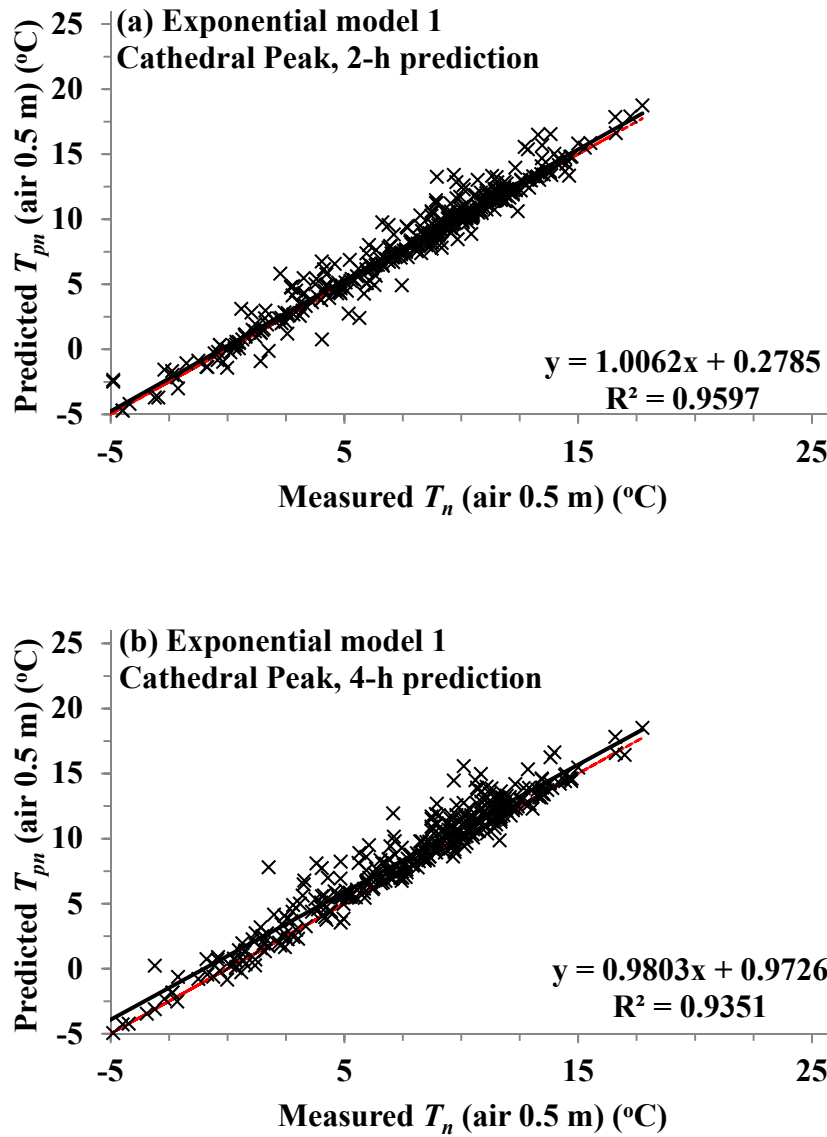 (a) Exponential model 1
Cathedral Peak, 2-h prediction
Predicted Tpn (air 0.5 m) (oC)
25
20
15
10
5
0
-5
y = 1.0062x + 0.2785
R² = 0.9597
-5 5 15 25
Measured Tn (air 0.5 m) (oC)
(b) Exponential model 1
Cathedral Peak, 4-h prediction
Predicted Tpn (air 0.5 m) (oC)
25
20
15
10
5
0
-5
y = 0.9803x + 0.9726
R² = 0.9351
-5 5 15 25
Measured Tn (air 0.5 m) (oC)